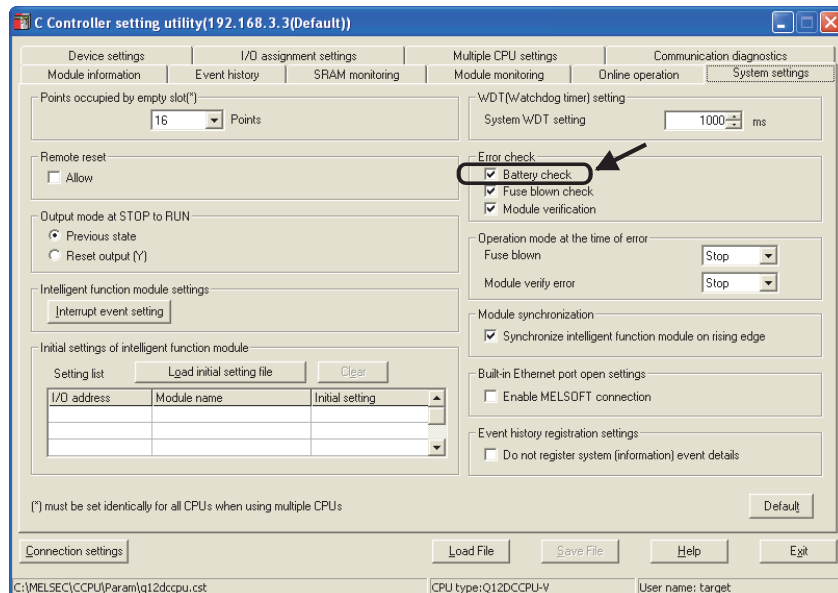 C Controller setting utility(192.168.3.3(Default))
Device settings
I/O assignment settings
Multiple CPU settings
Communication diagnostics
Module information
Event history
SRAM monitoring
Module monitoring
Online operation
System settings
Points occupied by empty slot(*)
16 Points
Remote reset
Allow
Output mode at STOP to RUN
Previous state
Reset output (Y)
Intelligent function module settings
Interrupt event setting
Initial settings of intelligent function module
Setting list Load initial setting file Clear
I/O address Module name Initial setting
WDT(Watchdog timer) setting
System WDT setting 1000 ms
Error check
Battery check
Fuse blown check
Module verification
Operation mode at the time of error
Fuse blown Stop
Module verify error Stop
Module synchronization
Synchronize intelligent function module on rising edge
Built-in Ethernet port open settings
Enable MELSOFT connection
Event history registration settings
Do not register system (information) event details
(*) must be set identically for all CPUs when using multiple CPUs
Default
Connection settings Load File Save File Help Exit
C:\MELSEC\CCPU\Param\q12dccpu.cst CPU type:Q12DCCPU-V User name: target